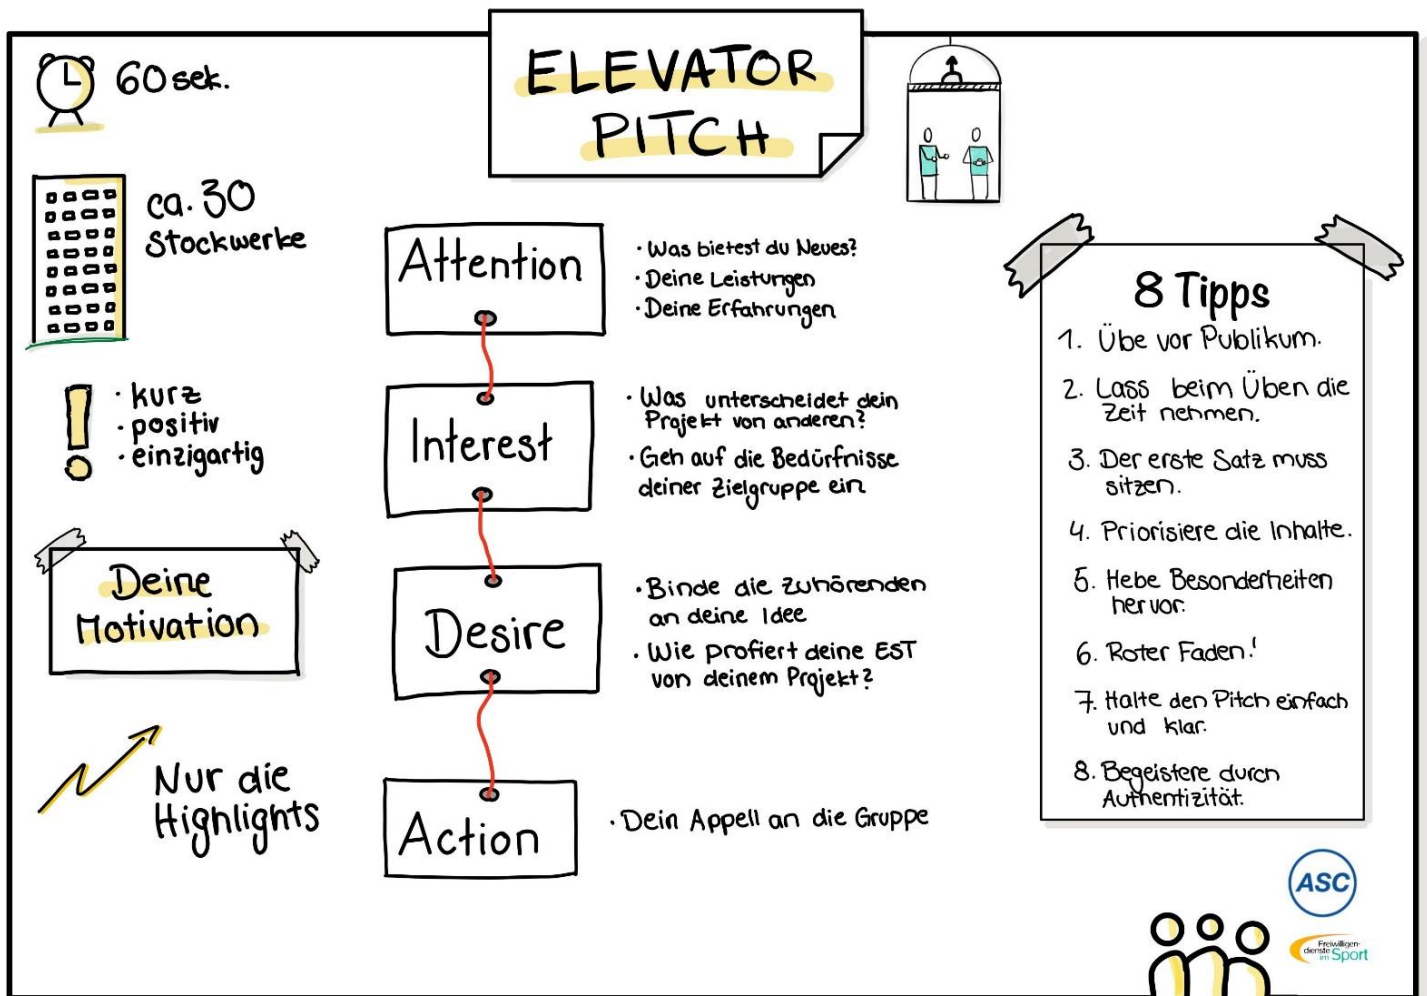 ELEVATOR
PITCH
60 sek.
ca. 30
Stockwerke
· kurz
· positiv
· einzigartig
Deine
Motivation
Nur die
Highlights
Attention
· Was bietest du Neues?
· Deine Leistungen
· Deine Erfahrungen
Interest
· Was unterscheidet dein
Projekt von anderen?
· Geh auf die Bedürfnisse
deiner Zielgruppe ein
Desire
· Binde die Zuhörenden
an deine Idee
· Wie profiert deine EST
von deinem Projekt?
Action
· Dein Appell an die Gruppe
8 Tipps
1. Übe vor Publikum.
2. Lass beim Üben die
Zeit nehmen.
3. Der erste Satz muss
sitzen.
4. Priorisiere die Inhalte.
5. Hebe Besonderheiten
hervor.
6. Roter Faden!
7. Halte den Pitch einfach
und klar.
8. Begeistere durch
Authentizität.
ASC
Freiwilligen-
dienste
im Sport